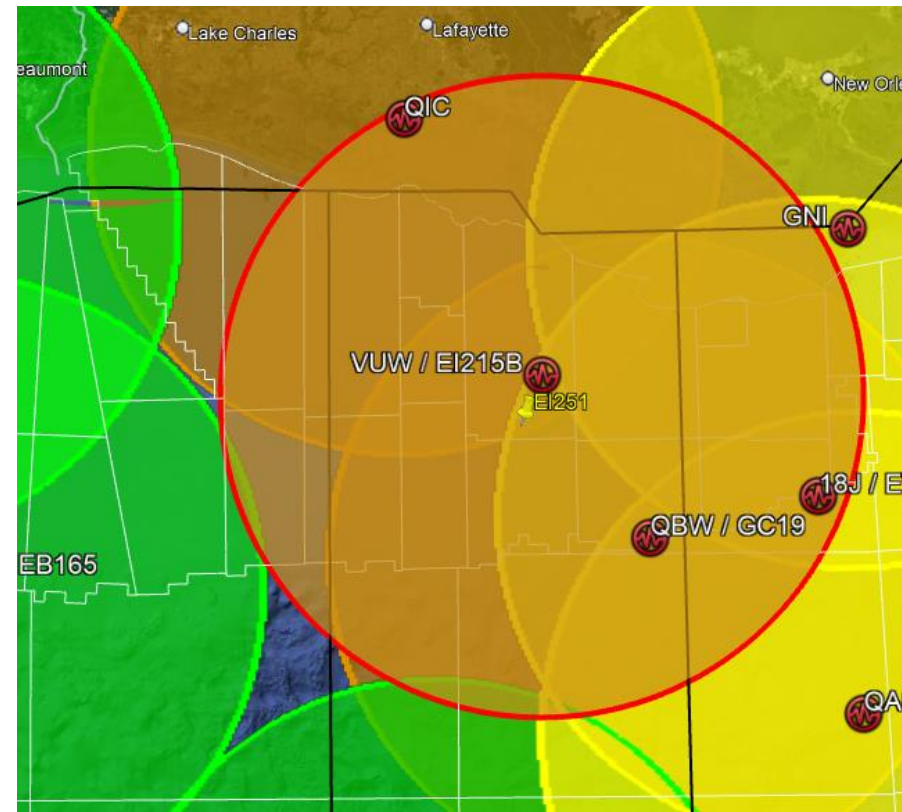 Lake Charles
Lafayette
eaumont
New Orle
QIC
GNI
VUW / EI215B
EI251
18J / E
QBW / GC19
EB165
QA